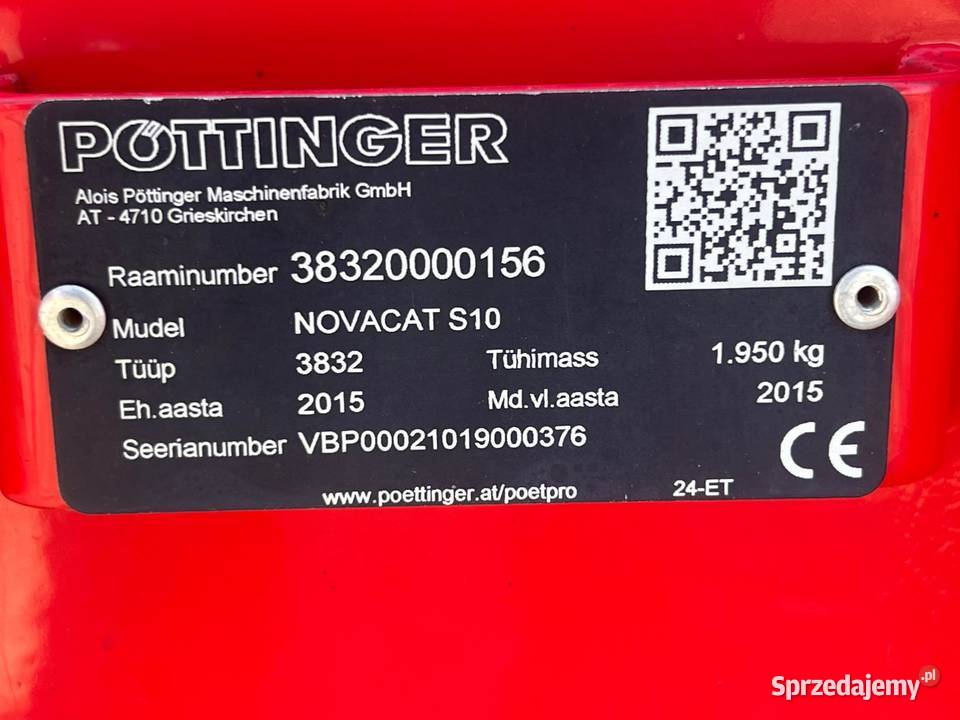 PÖTTINGER
Alois Pöttinger Maschinenfabrik GmbH
AT - 4710 Grieskirchen
Raaminumber 38320000156
Mudel NOVACAT S10
Tüüp 3832 Tühimass 1.950 kg
Eh.aasta 2015 Md.vl.aasta 2015
Seerianumber VBP00021019000376
CE
www.poettinger.at/poetpro 24-ET
Sprzedajemy.pl